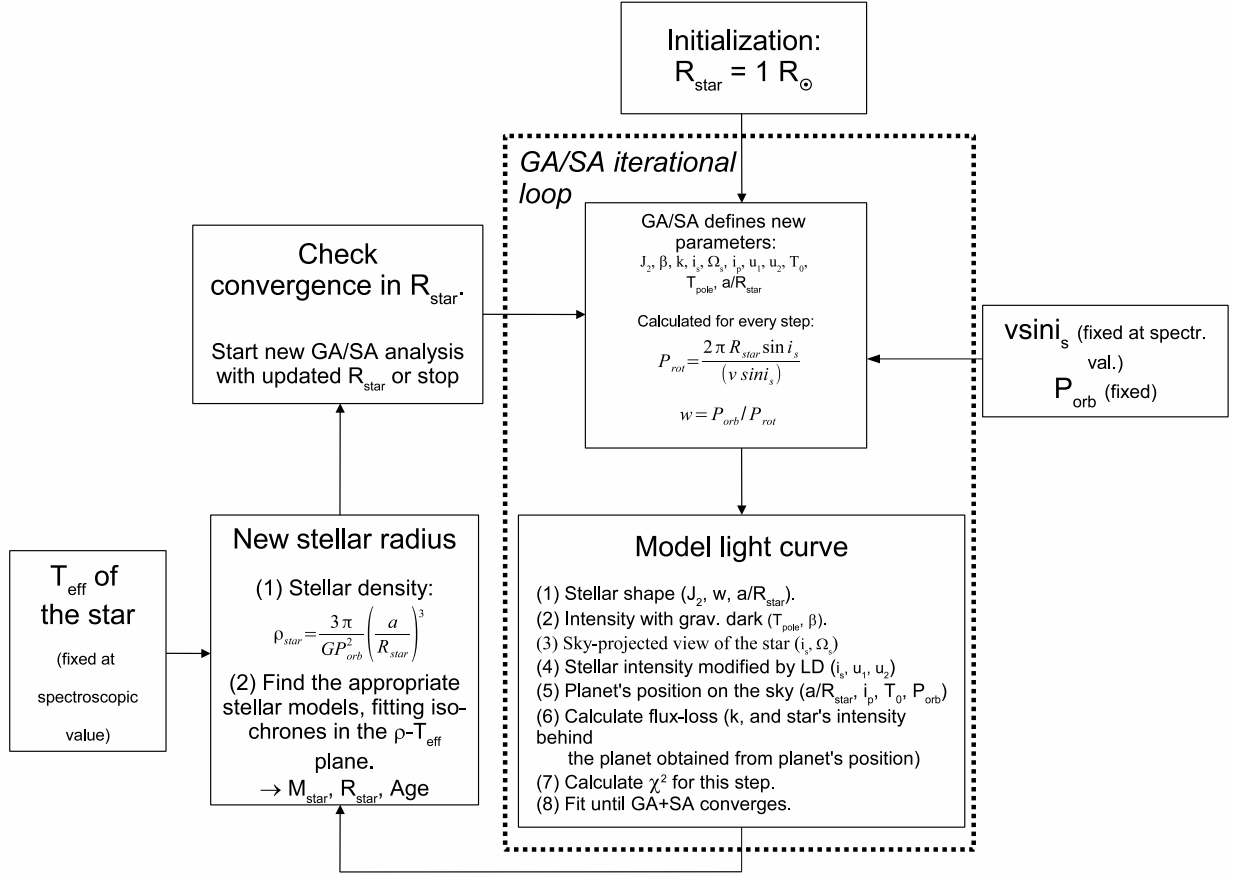 Initialization:
R_star = 1 R_⊙
GA/SA iterational
loop
GA/SA defines new
parameters:
J_2, β, k, i_s, Ω_s, i_p, u_1, u_2, T_0,
T_pole, a/R_star
Calculated for every step:
P_rot = 2 π R_star sin i_s / (v sini_s)
w = P_orb / P_rot
Check
convergence in R_star.
Start new GA/SA analysis
with updated R_star or stop
vsini_s (fixed at spectr.
val.)
P_orb (fixed)
T_eff of
the star
(fixed at
spectroscopic
value)
New stellar radius
(1) Stellar density:
ρ_star = 3 π / GP_orb^2 (a / R_star)^3
(2) Find the appropriate
stellar models, fitting iso-
chrones in the ρ-T_eff
plane.
→ M_star, R_star, Age
Model light curve
(1) Stellar shape (J_2, w, a/R_star).
(2) Intensity with grav. dark (T_pole, β).
(3) Sky-projected view of the star (i_s, Ω_s)
(4) Stellar intensity modified by LD (i_s, u_1, u_2)
(5) Planet's position on the sky (a/R_star, i_p, T_0, P_orb)
(6) Calculate flux-loss (k, and star's intensity
behind
the planet obtained from planet's position)
(7) Calculate χ² for this step.
(8) Fit until GA+SA converges.